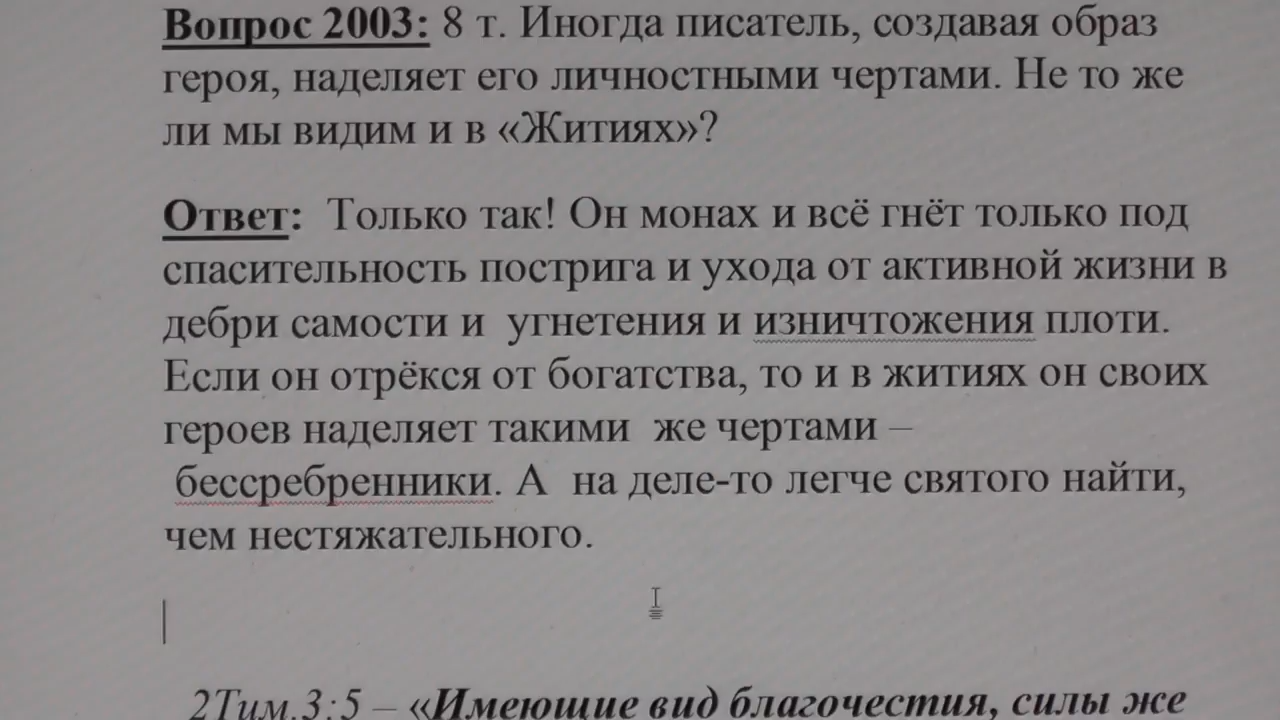 Вопрос 2003: 8 т. Иногда писатель, создавая образ
героя, наделяет его личностными чертами. Не то же
ли мы видим и в «Житиях»?
Ответ: Только так! Он монах и всё гнёт только под
спасительность пострига и ухода от активной жизни в
дебри самости и угнетения и изничтожения плоти.
Если он отрёкся от богатства, то и в житиях он своих
героев наделяет такими же чертами –
бессребренники. А на деле-то легче святого найти,
чем нестяжательного.
2Тим.3:5 – «Имеющие вид благочестия, силы же